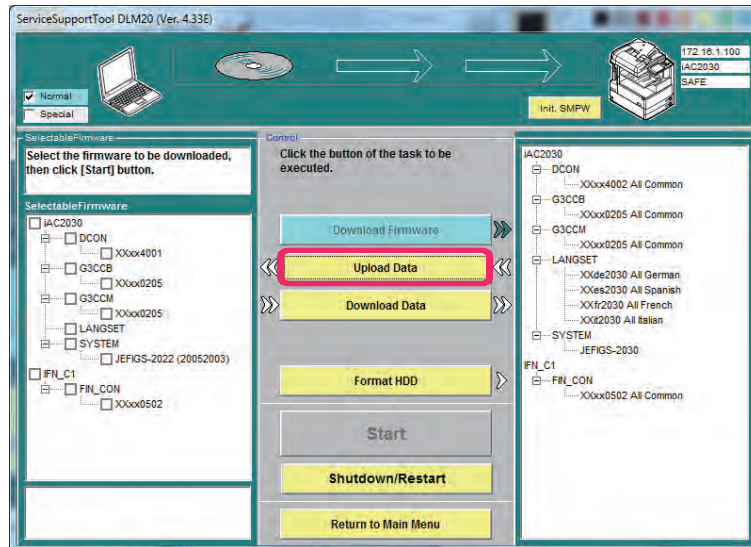 ServiceSupportTool DLM20 (Ver. 4.33E)
172.16.1.100
iAC2030
SAFE
Normal
Special
Init. SMPW
SelectableFirmware
Select the firmware to be downloaded,
then click [Start] button.
SelectableFirmware
iAC2030
DCON
XXxx4001
G3CCB
XXxx0205
G3CCM
XXxx0205
LANGSET
SYSTEM
JEFIGS-2022 (20052003)
IFN_C1
FIN_CON
XXxx0502
Control
Click the button of the task to be
executed.
Download Firmware
Upload Data
Download Data
Format HDD
Start
Shutdown/Restart
Return to Main Menu
iAC2030
DCON
XXxx4002 All Common
G3CCB
XXxx0205 All Common
G3CCM
XXxx0205 All Common
LANGSET
XXde2030 All German
XXes2030 All Spanish
XXfr2030 All French
XXit2030 All Italian
SYSTEM
JEFIGS-2030
IFN_C1
FIN_CON
XXxx0502 All Common